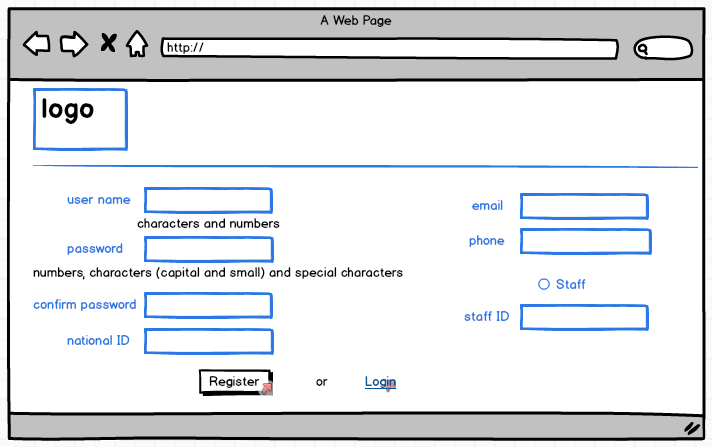 A Web Page
http://
logo
user name
characters and numbers
password
numbers, characters (capital and small) and special characters
confirm password
national ID
email
phone
Staff
staff ID
Register or Login